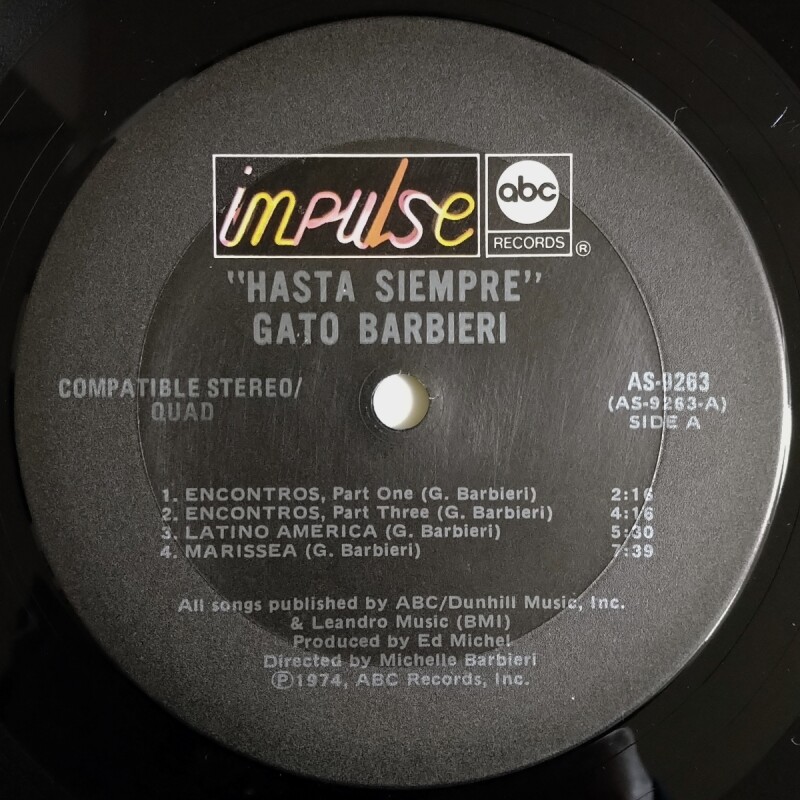 impulse
abc
RECORDS ®
"HASTA SIEMPRE"
GATO BARBIERI
COMPATIBLE STEREO/
QUAD
AS-9263
(AS-9263-A)
SIDE A
1. ENCONTROS, Part One (G. Barbieri) 2:16
2. ENCONTROS, Part Three (G. Barbieri) 4:16
3. LATINO AMERICA (G. Barbieri) 5:30
4. MARISSEA (G. Barbieri) 7:39
All songs published by ABC/Dunhill Music, Inc.
& Leandro Music (BMI)
Produced by Ed Michel
Directed by Michelle Barbieri
Ⓟ1974, ABC Records, Inc.